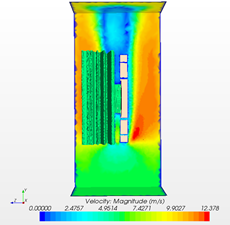 Velocity: Magnitude (m/s)
0.00000 2.4757 4.9514 7.4271 9.9027 12.378